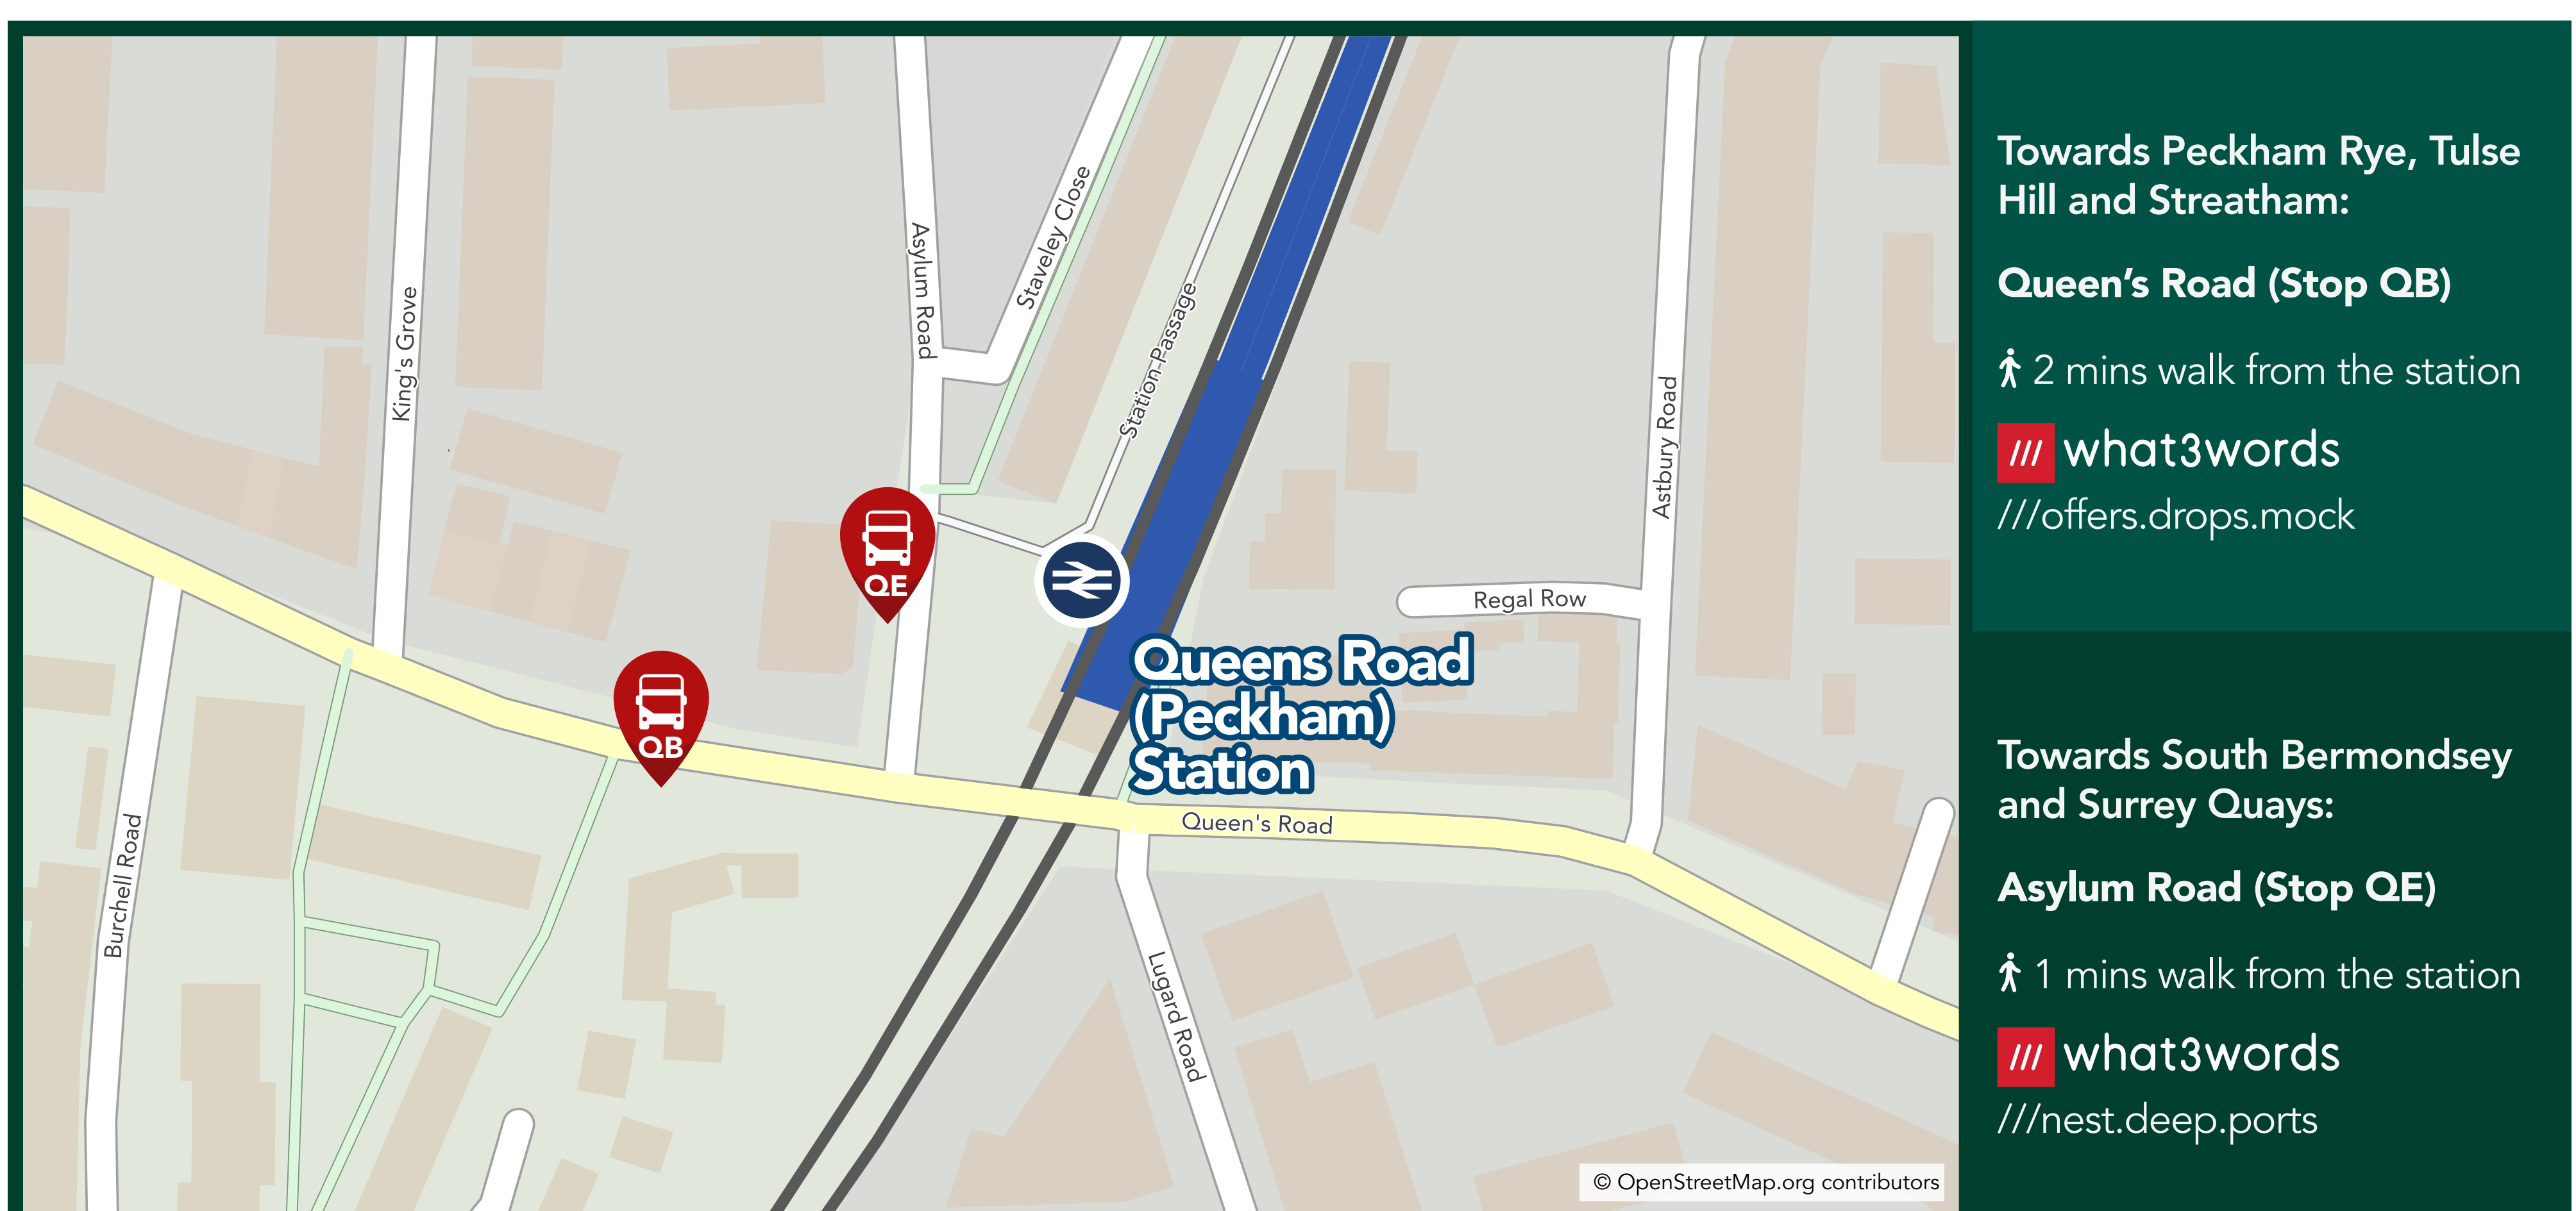 King's Grove
Asylum Road
Staveley Close
Station Passage
Astbury Road
QE
Regal Row
QB
Queens Road
(Peckham)
Station
Queen's Road
Burchell Road
Lugard Road
© OpenStreetMap.org contributors
Towards Peckham Rye, Tulse
Hill and Streatham:
Queen’s Road (Stop QB)
2 mins walk from the station
/// what3words
///offers.drops.mock
Towards South Bermondsey
and Surrey Quays:
Asylum Road (Stop QE)
1 mins walk from the station
/// what3words
///nest.deep.ports